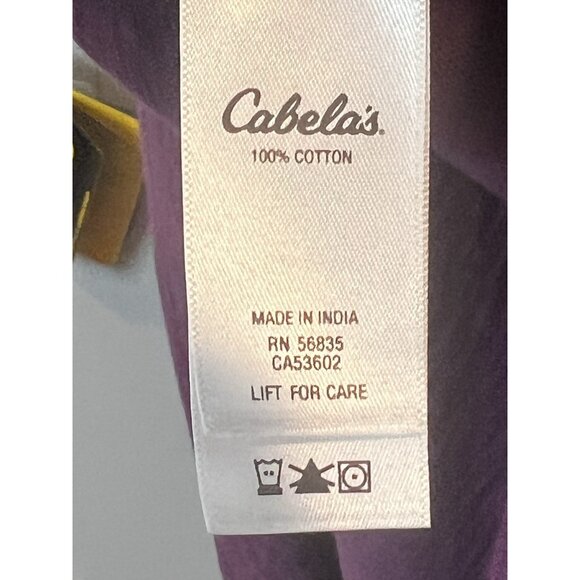 Cabela's.
100% COTTON
MADE IN INDIA
RN 56835
CA53602
LIFT FOR CARE